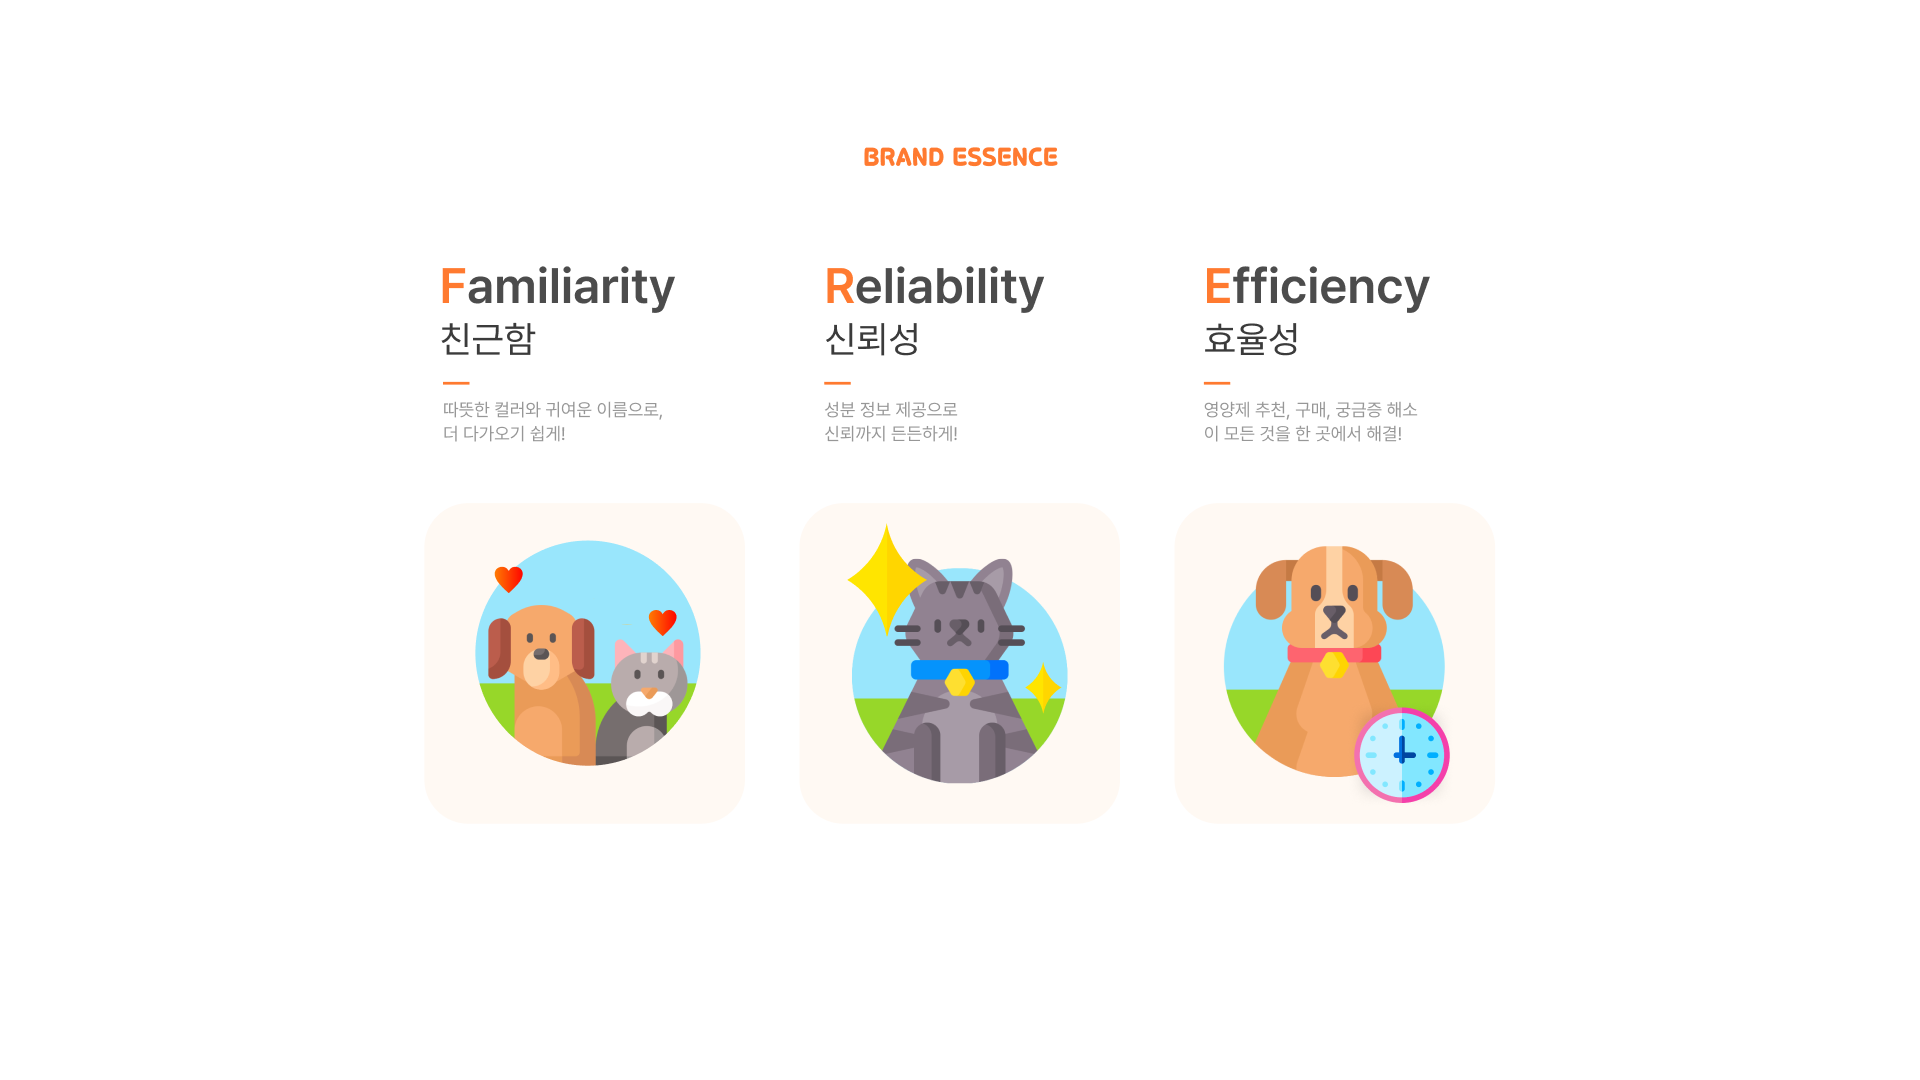 BRAND ESSENCE
Familiarity
친근함
따뜻한 컬러와 귀여운 이름으로,
더 다가오기 쉽게!
Reliability
신뢰성
성분 정보 제공으로
신뢰까지 든든하게!
Efficiency
효율성
영양제 추천, 구매, 궁금증 해소
이 모든 것을 한 곳에서 해결!